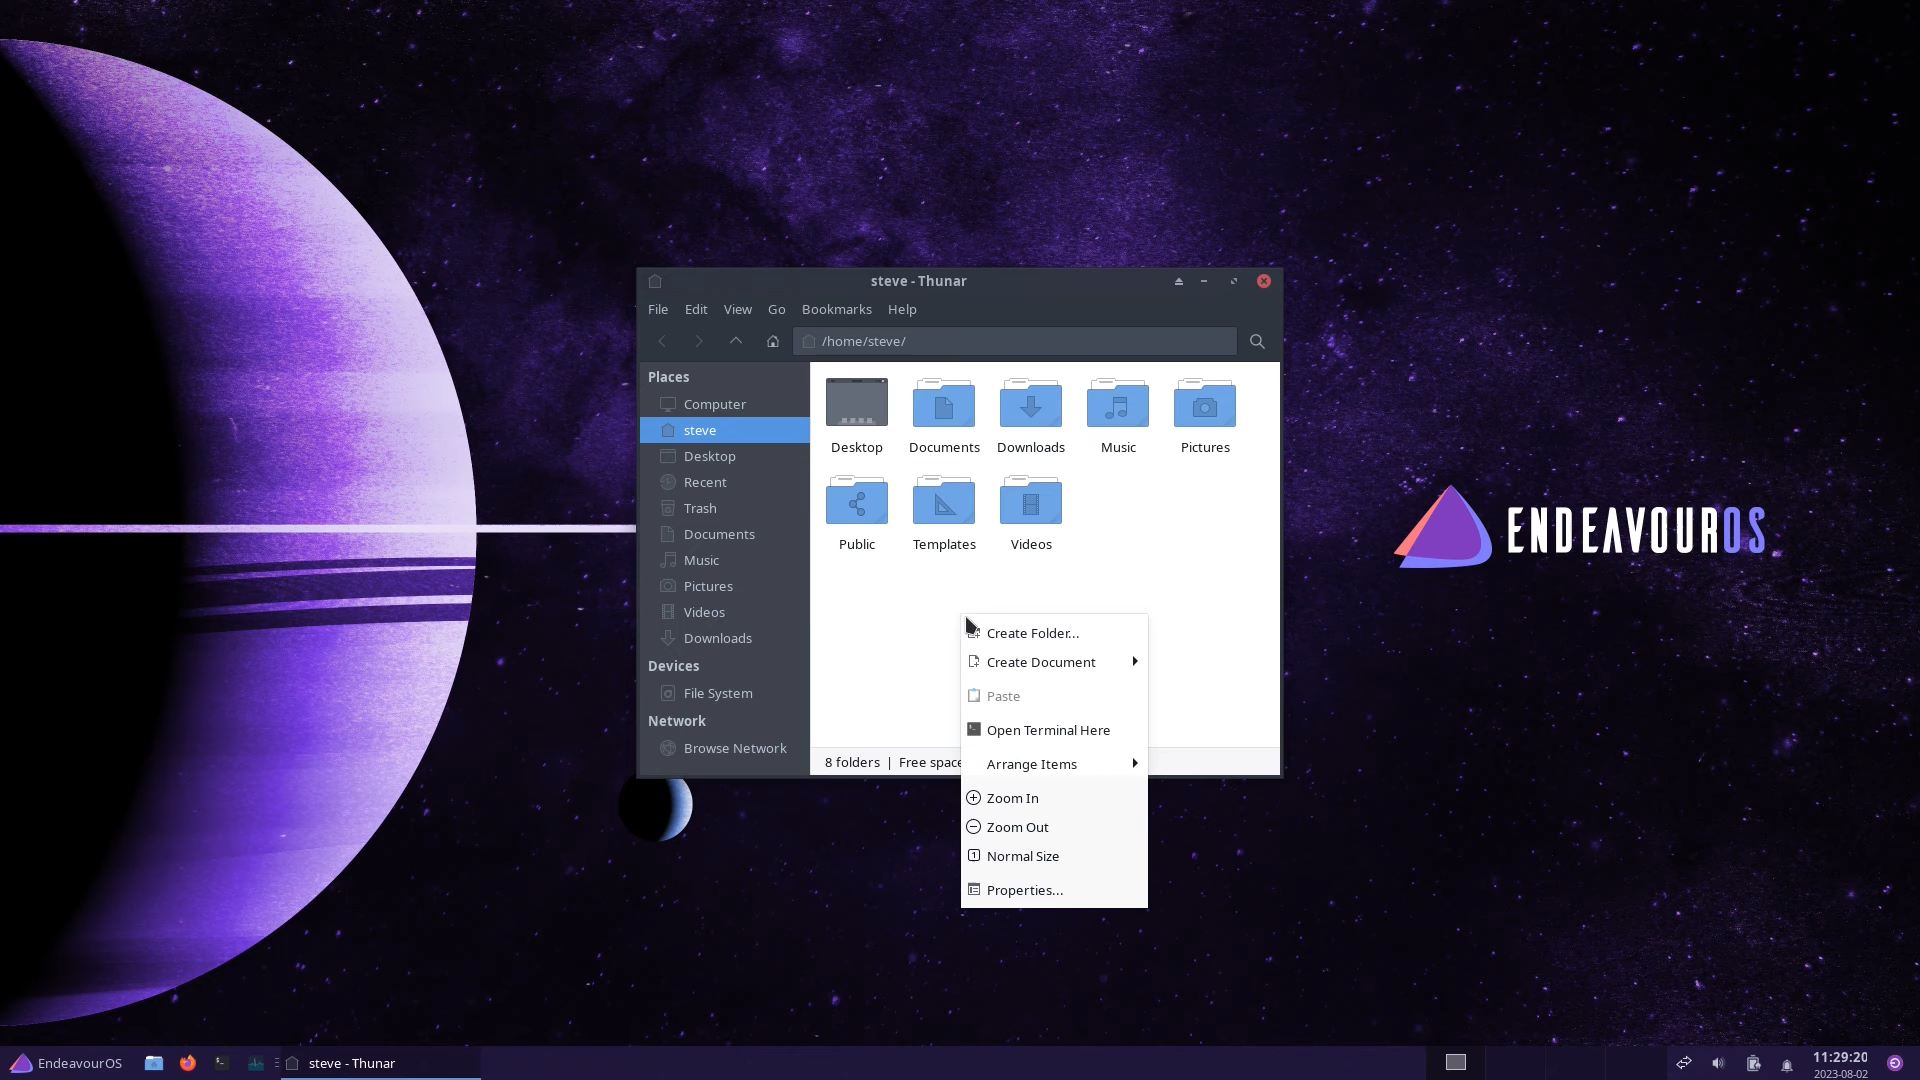 steve - Thunar
File Edit View Go Bookmarks Help
/home/steve/
Places
Computer
steve
Desktop
Recent
Trash
Documents
Music
Pictures
Videos
Downloads
Devices
File System
Network
Browse Network
Desktop Documents Downloads Music Pictures
Public Templates Videos
8 folders | Free space
Create Folder...
Create Document
Paste
Open Terminal Here
Arrange Items
Zoom In
Zoom Out
Normal Size
Properties...
ENDEAVOUROS
EndeavourOS
steve - Thunar
11:29:20
2023-08-02